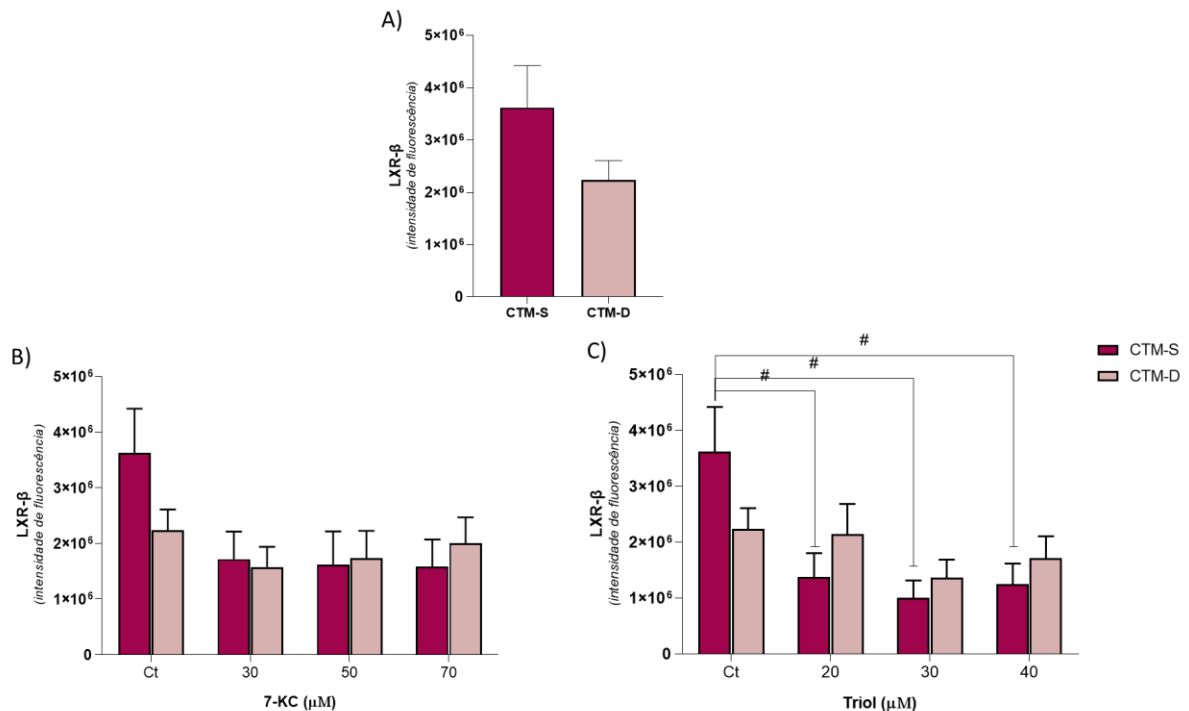 A)
5×10⁶
4×10⁶
3×10⁶
2×10⁶
1×10⁶
0
LXR-β
(intensidade de fluorescência)
CTM-S CTM-D
B)
5×10⁶
4×10⁶
3×10⁶
2×10⁶
1×10⁶
0
LXR-β
(intensidade de fluorescência)
Ct 30 50 70
7-KC (μM)
C)
# # #
5×10⁶
4×10⁶
3×10⁶
2×10⁶
1×10⁶
0
LXR-β
(intensidade de fluorescência)
Ct 20 30 40
Triol (μM)
CTM-S
CTM-D